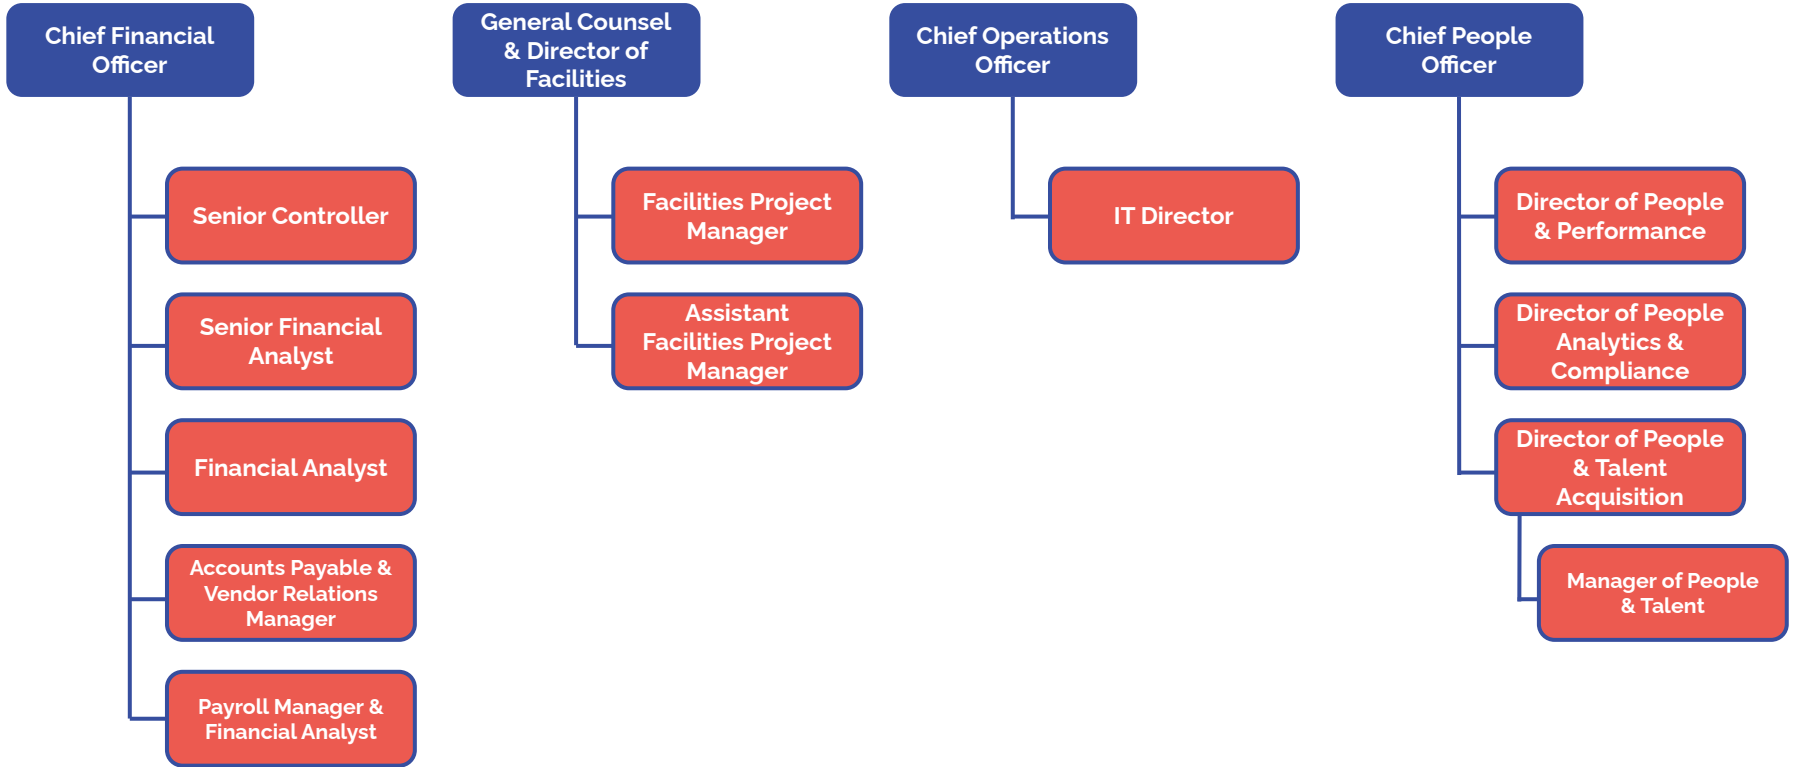 Chief Financial
Officer
Senior Controller
Senior Financial
Analyst
Financial Analyst
Accounts Payable &
Vendor Relations
Manager
Payroll Manager &
Financial Analyst
General Counsel
& Director of
Facilities
Facilities Project
Manager
Assistant
Facilities Project
Manager
Chief Operations
Officer
IT Director
Chief People
Officer
Director of People
& Performance
Director of People
Analytics &
Compliance
Director of People
& Talent
Acquisition
Manager of People
& Talent